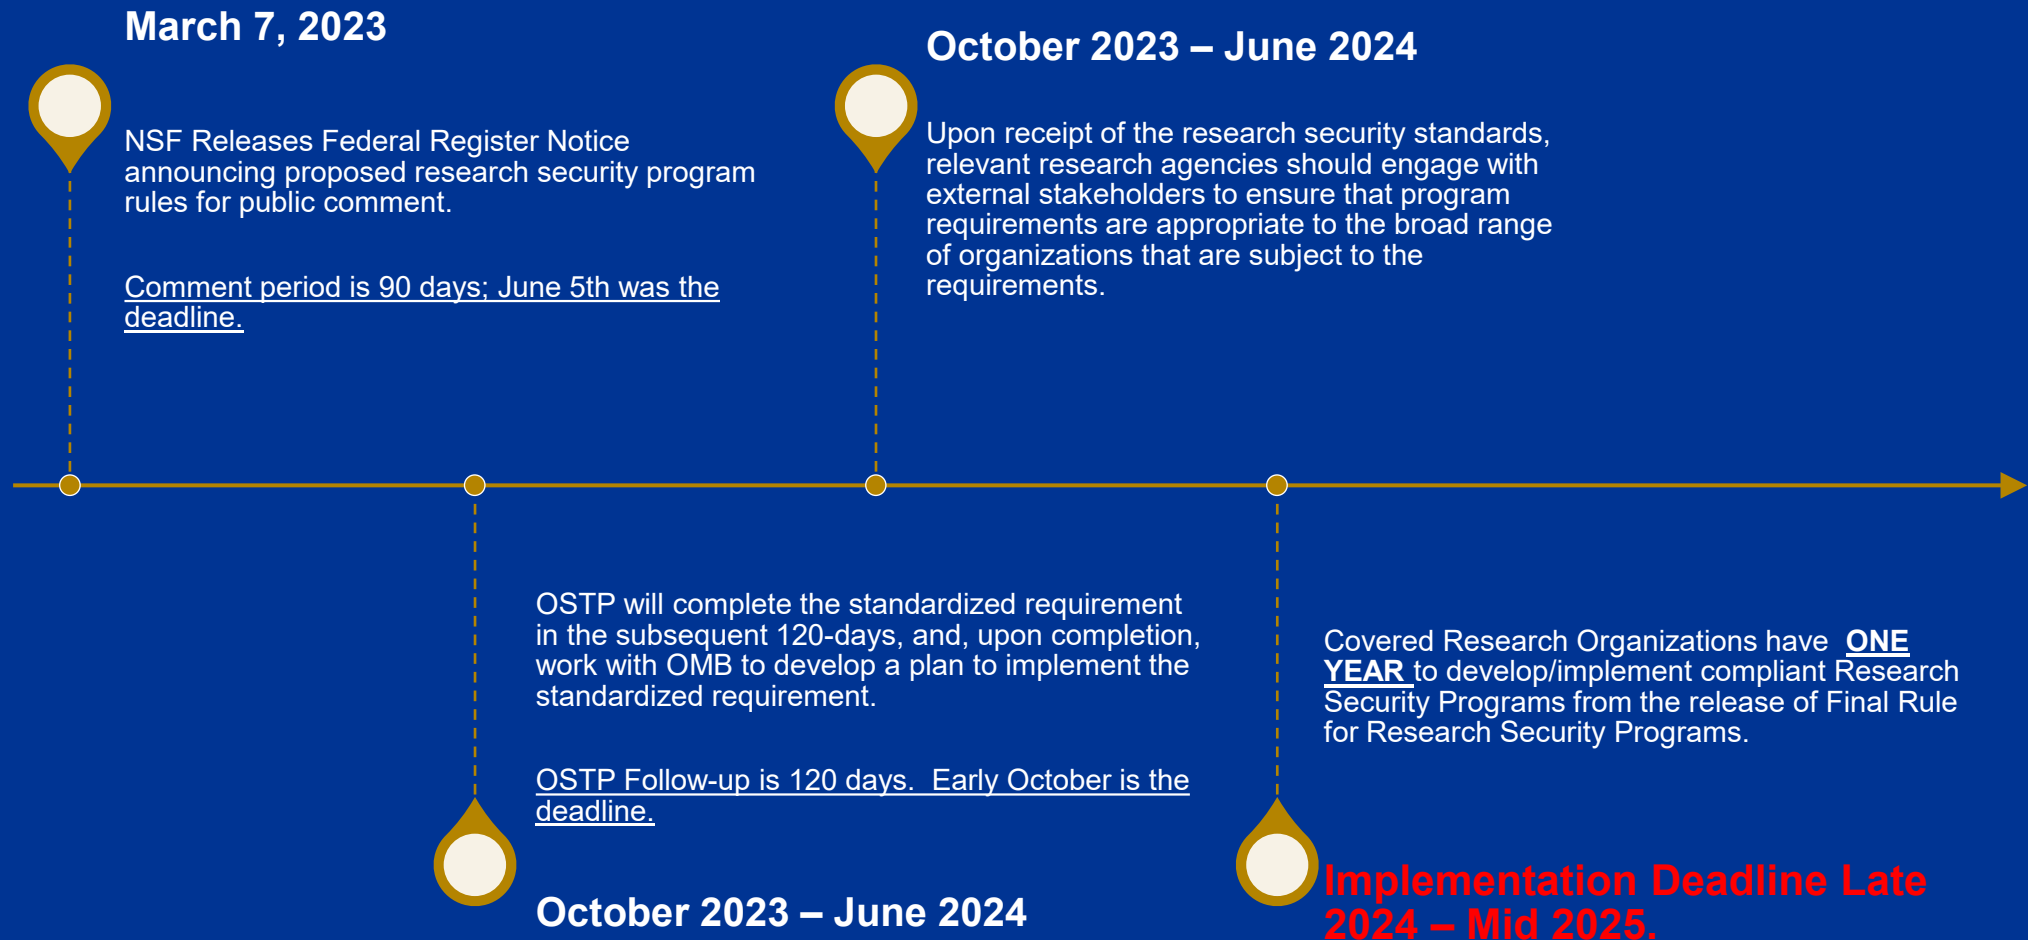 March 7, 2023
NSF Releases Federal Register Notice
announcing proposed research security program
rules for public comment.
Comment period is 90 days; June 5th was the
deadline.
October 2023 – June 2024
Upon receipt of the research security standards,
relevant research agencies should engage with
external stakeholders to ensure that program
requirements are appropriate to the broad range
of organizations that are subject to the
requirements.
OSTP will complete the standardized requirement
in the subsequent 120-days, and, upon completion,
work with OMB to develop a plan to implement the
standardized requirement.
OSTP Follow-up is 120 days.  Early October is the
deadline.
October 2023 – June 2024
Covered Research Organizations have  ONE
YEAR to develop/implement compliant Research
Security Programs from the release of Final Rule
for Research Security Programs.
Implementation Deadline Late
2024 – Mid 2025.